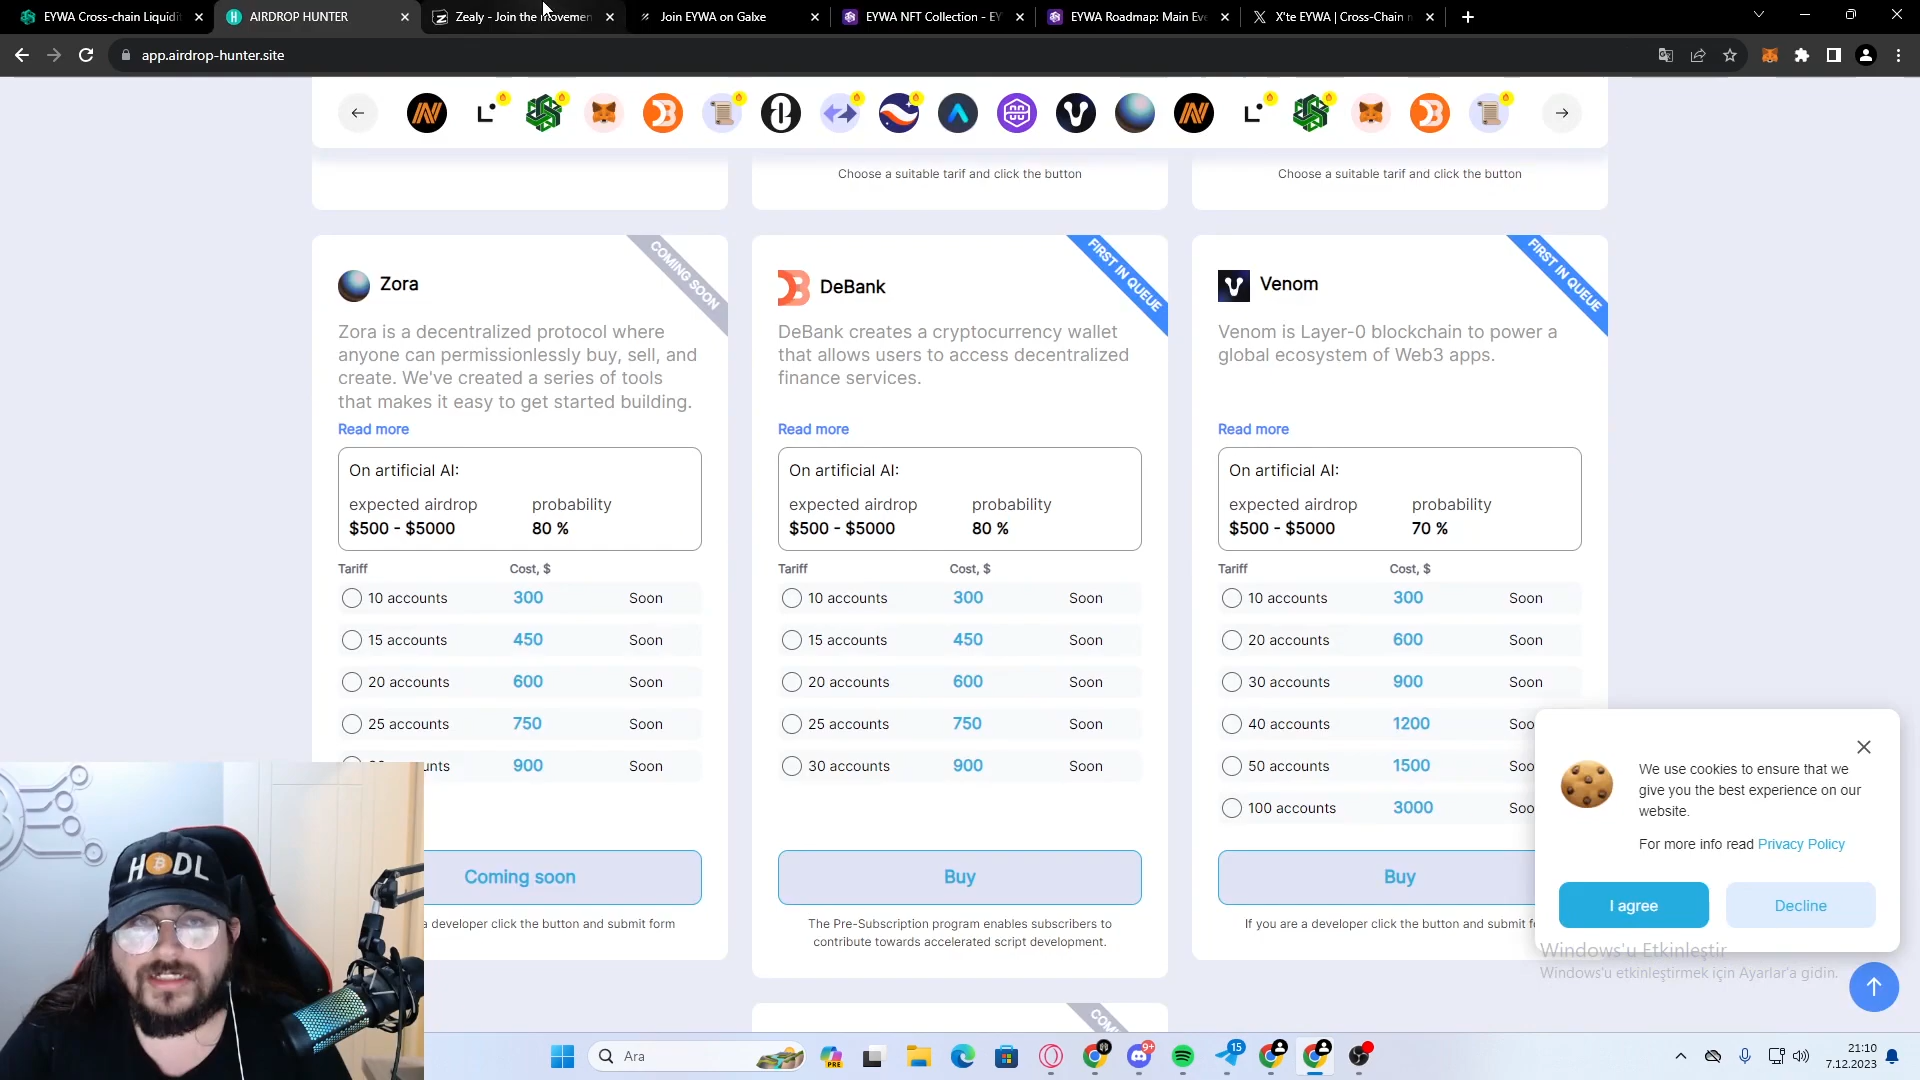 EYWA Cross-chain Liquidit
AIRDROP HUNTER
Zealy - Join the Movemen
Join EYWA on Galxe
EYWA NFT Collection - EY
EYWA Roadmap: Main Eve
X'te EYWA | Cross-Chain
app.airdrop-hunter.site
Choose a suitable tarif and click the button
Choose a suitable tarif and click the button
Zora
COMING SOON
Zora is a decentralized protocol where
anyone can permissionlessly buy, sell, and
create. We've created a series of tools
that makes it easy to get started building.
Read more
On artificial AI:
expected airdrop probability
$500 - $5000 80 %
Tariff Cost, $
10 accounts 300 Soon
15 accounts 450 Soon
20 accounts 600 Soon
25 accounts 750 Soon
unts 900 Soon
Coming soon
a developer click the button and submit form
DeBank
FIRST IN QUEUE
DeBank creates a cryptocurrency wallet
that allows users to access decentralized
finance services.
Read more
On artificial AI:
expected airdrop probability
$500 - $5000 80 %
Tariff Cost, $
10 accounts 300 Soon
15 accounts 450 Soon
20 accounts 600 Soon
25 accounts 750 Soon
30 accounts 900 Soon
Buy
The Pre-Subscription program enables subscribers to
contribute towards accelerated script development.
COM
Venom
FIRST IN QUEUE
Venom is Layer-0 blockchain to power a
global ecosystem of Web3 apps.
Read more
On artificial AI:
expected airdrop probability
$500 - $5000 70 %
Tariff Cost, $
10 accounts 300 Soon
20 accounts 600 Soon
30 accounts 900 Soon
40 accounts 1200 Soo
50 accounts 1500 Soo
100 accounts 3000 Soo
Buy
If you are a developer click the button and submit f
We use cookies to ensure that we
give you the best experience on our
website.
For more info read Privacy Policy
I agree
Decline
Windows'u Etkinleştir
Windows'u etkinleştirmek için Ayarlar'a gidin.
HODL
Ara
PRE
9+
15
21:10
7.12.2023